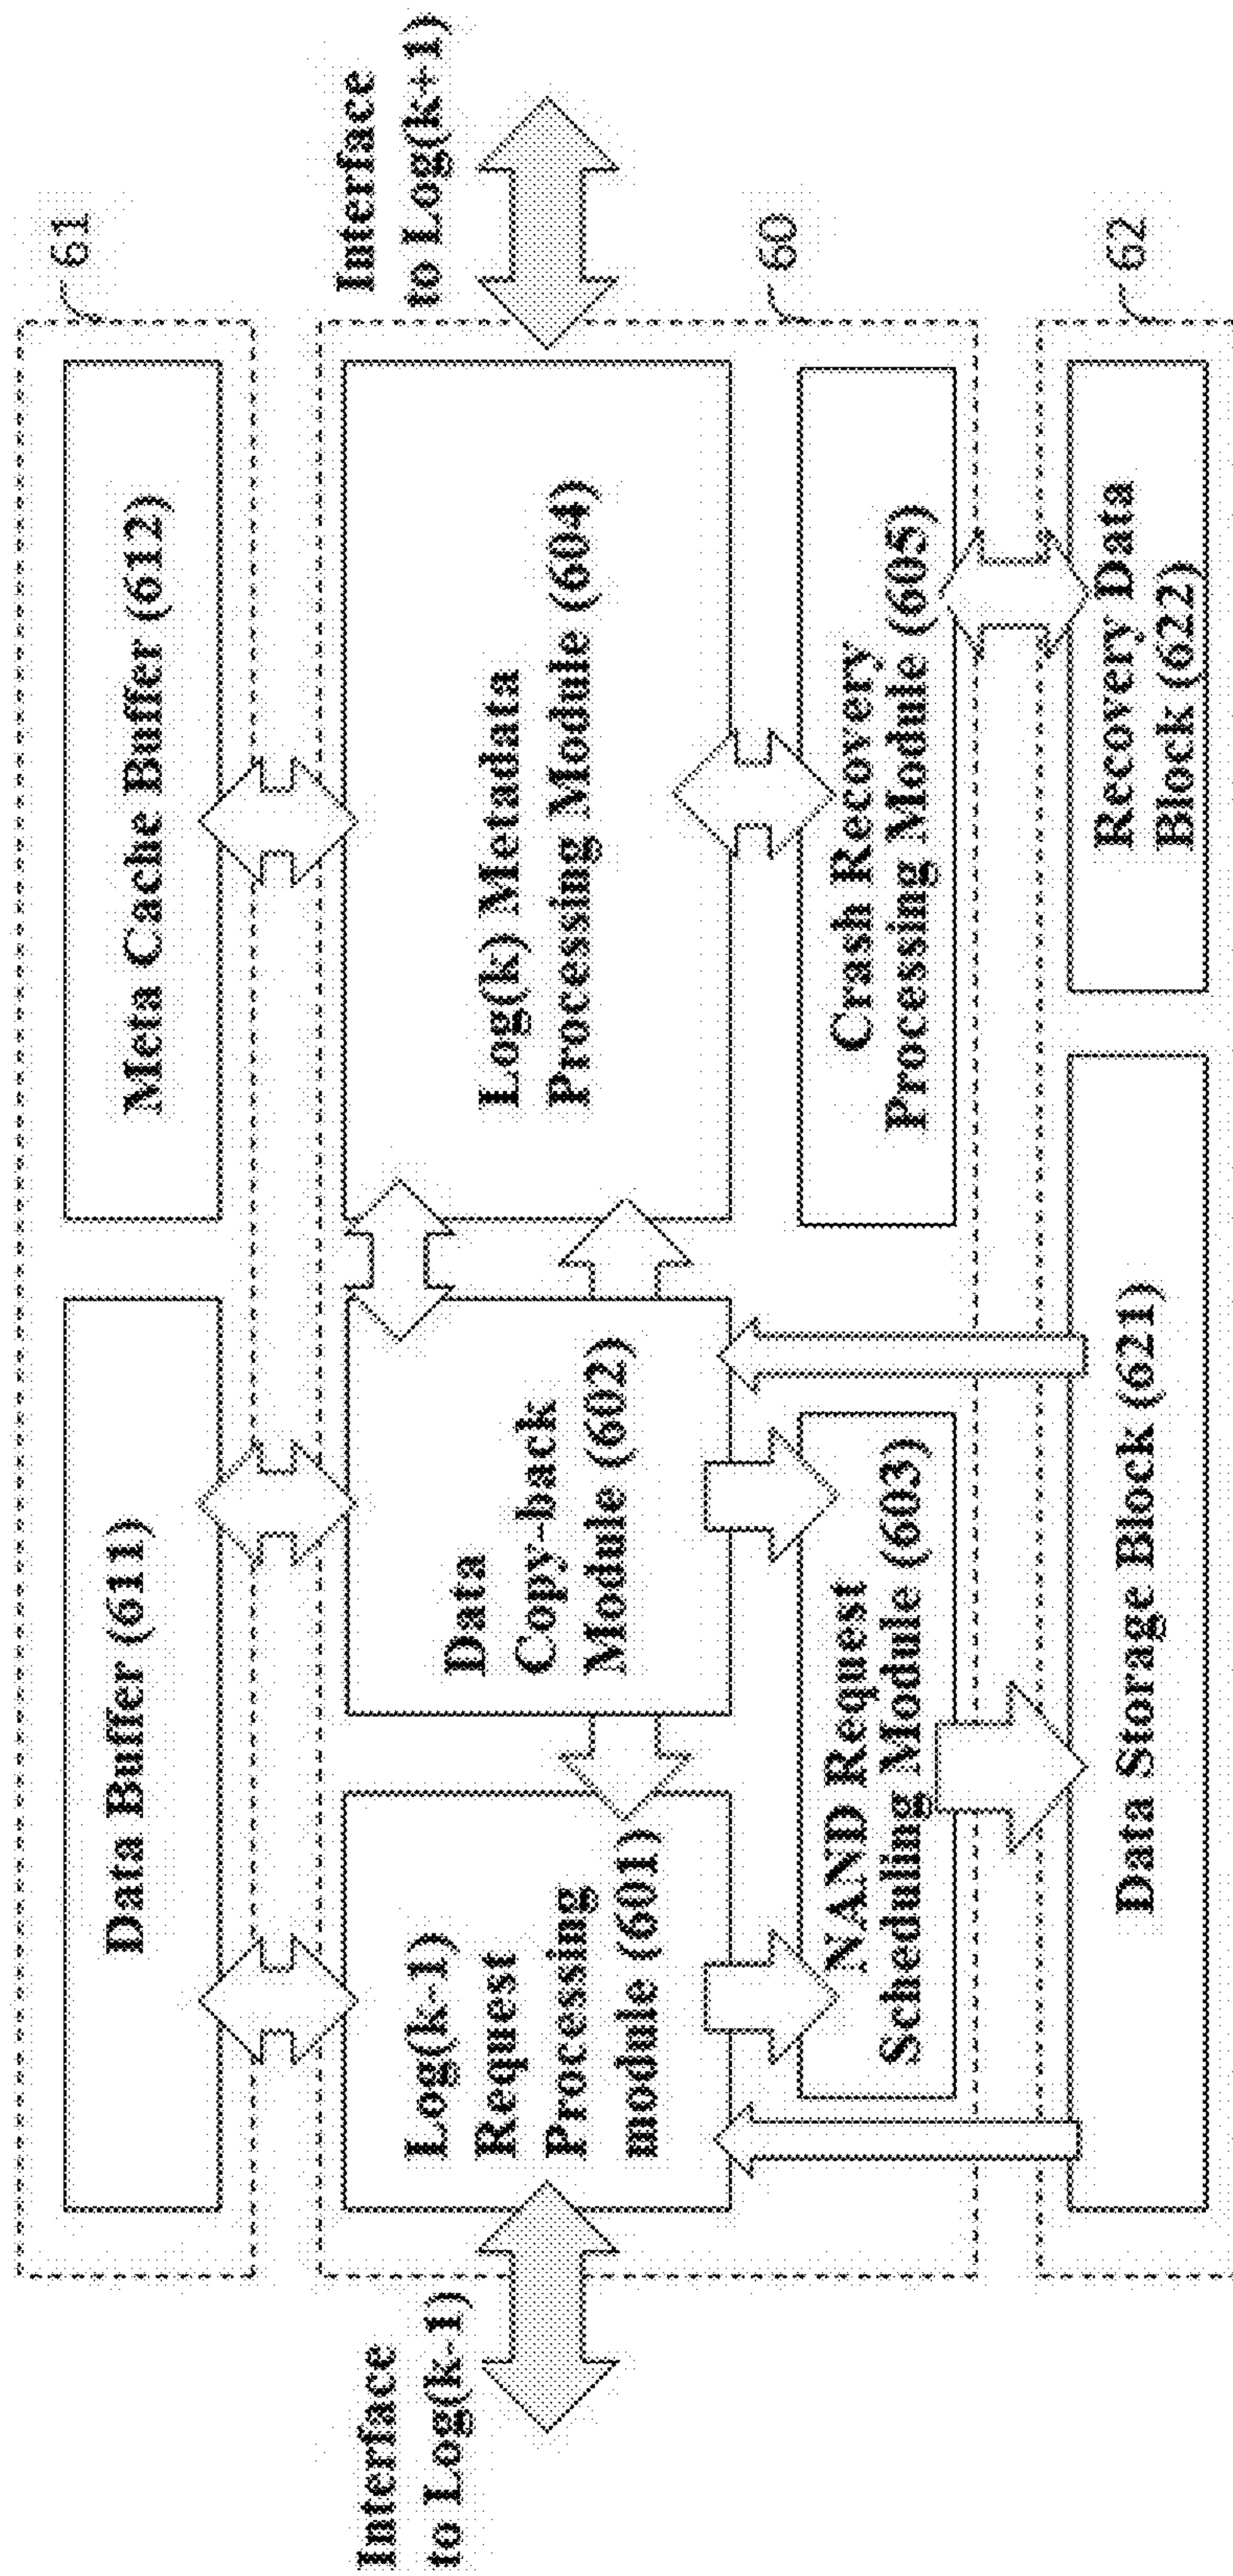 61
Data Buffer (611)
Meta Cache Buffer (612)
Interface
to Log(k-1)
Log(k-1)
Request
Processing
module (601)
Data
Copy-back
Module (602)
Log(k) Metadata
Processing Module (604)
Interface
to Log(k+1)
NAND Request
Scheduling Module (603)
Crash Recovery
Processing Module (605)
60
Data Storage Block (621)
Recovery Data
Block (622)
62